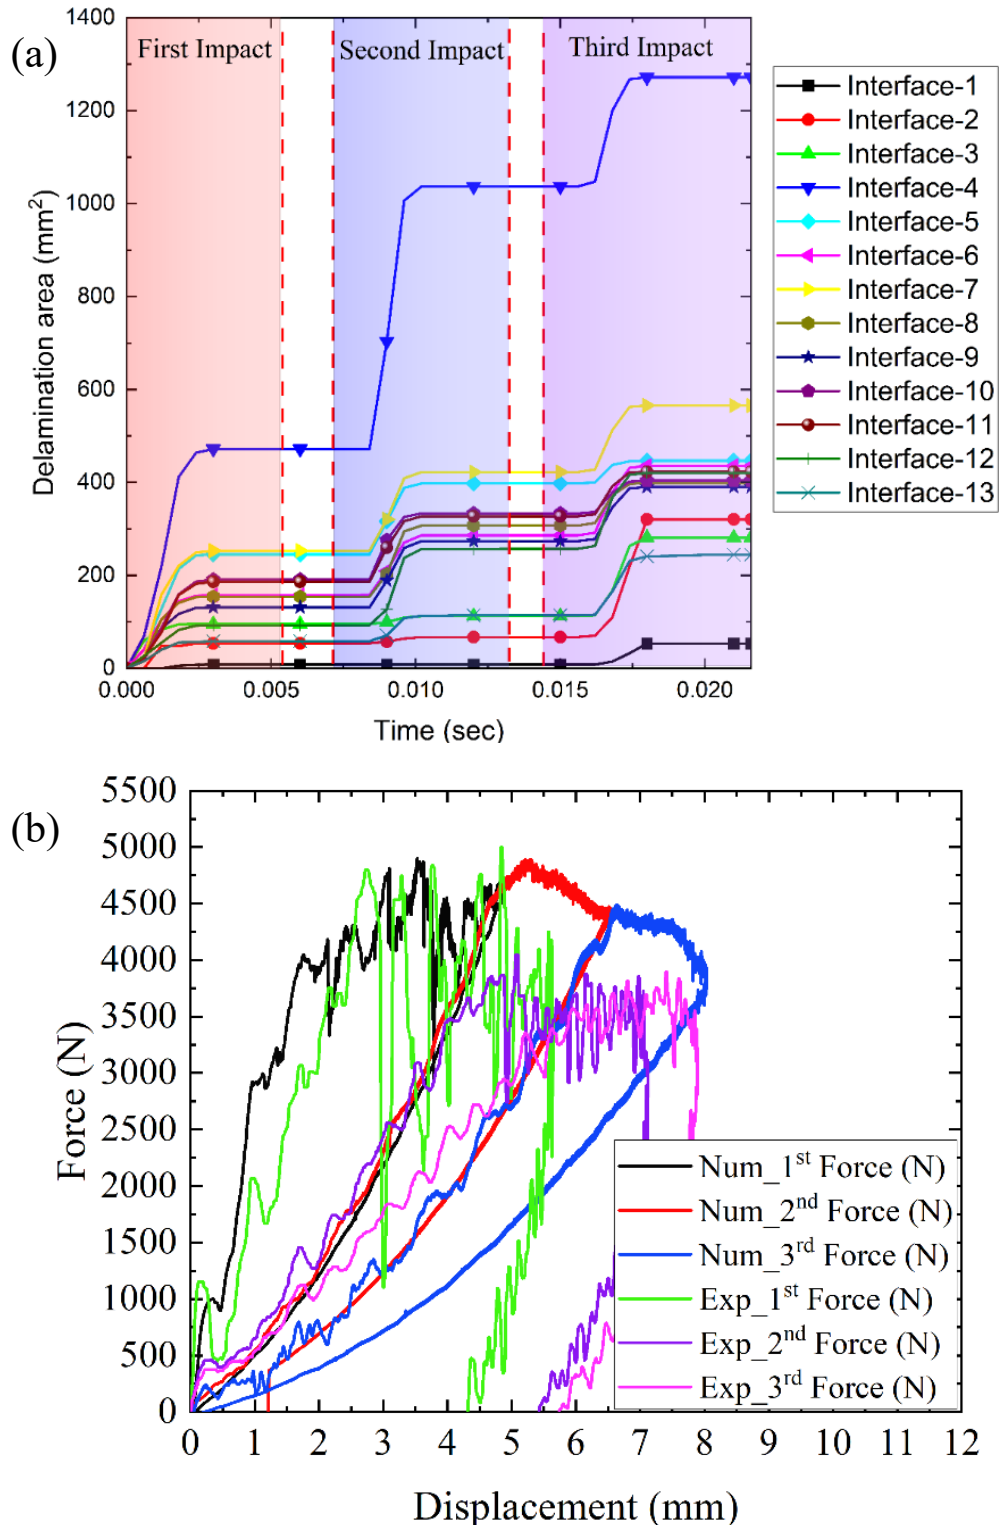 (a)
First Impact
Second Impact
Third Impact
1400
1200
1000
800
600
400
200
0
0.000
0.005
0.010
0.015
0.020
Delamination area (mm²)
Time (sec)
Interface-1
Interface-2
Interface-3
Interface-4
Interface-5
Interface-6
Interface-7
Interface-8
Interface-9
Interface-10
Interface-11
Interface-12
Interface-13
(b)
5500
5000
4500
4000
3500
3000
2500
2000
1500
1000
500
0
0 1 2 3 4 5 6 7 8 9 10 11 12
Force (N)
Displacement (mm)
Num_1st Force (N)
Num_2nd Force (N)
Num_3rd Force (N)
Exp_1st Force (N)
Exp_2nd Force (N)
Exp_3rd Force (N)